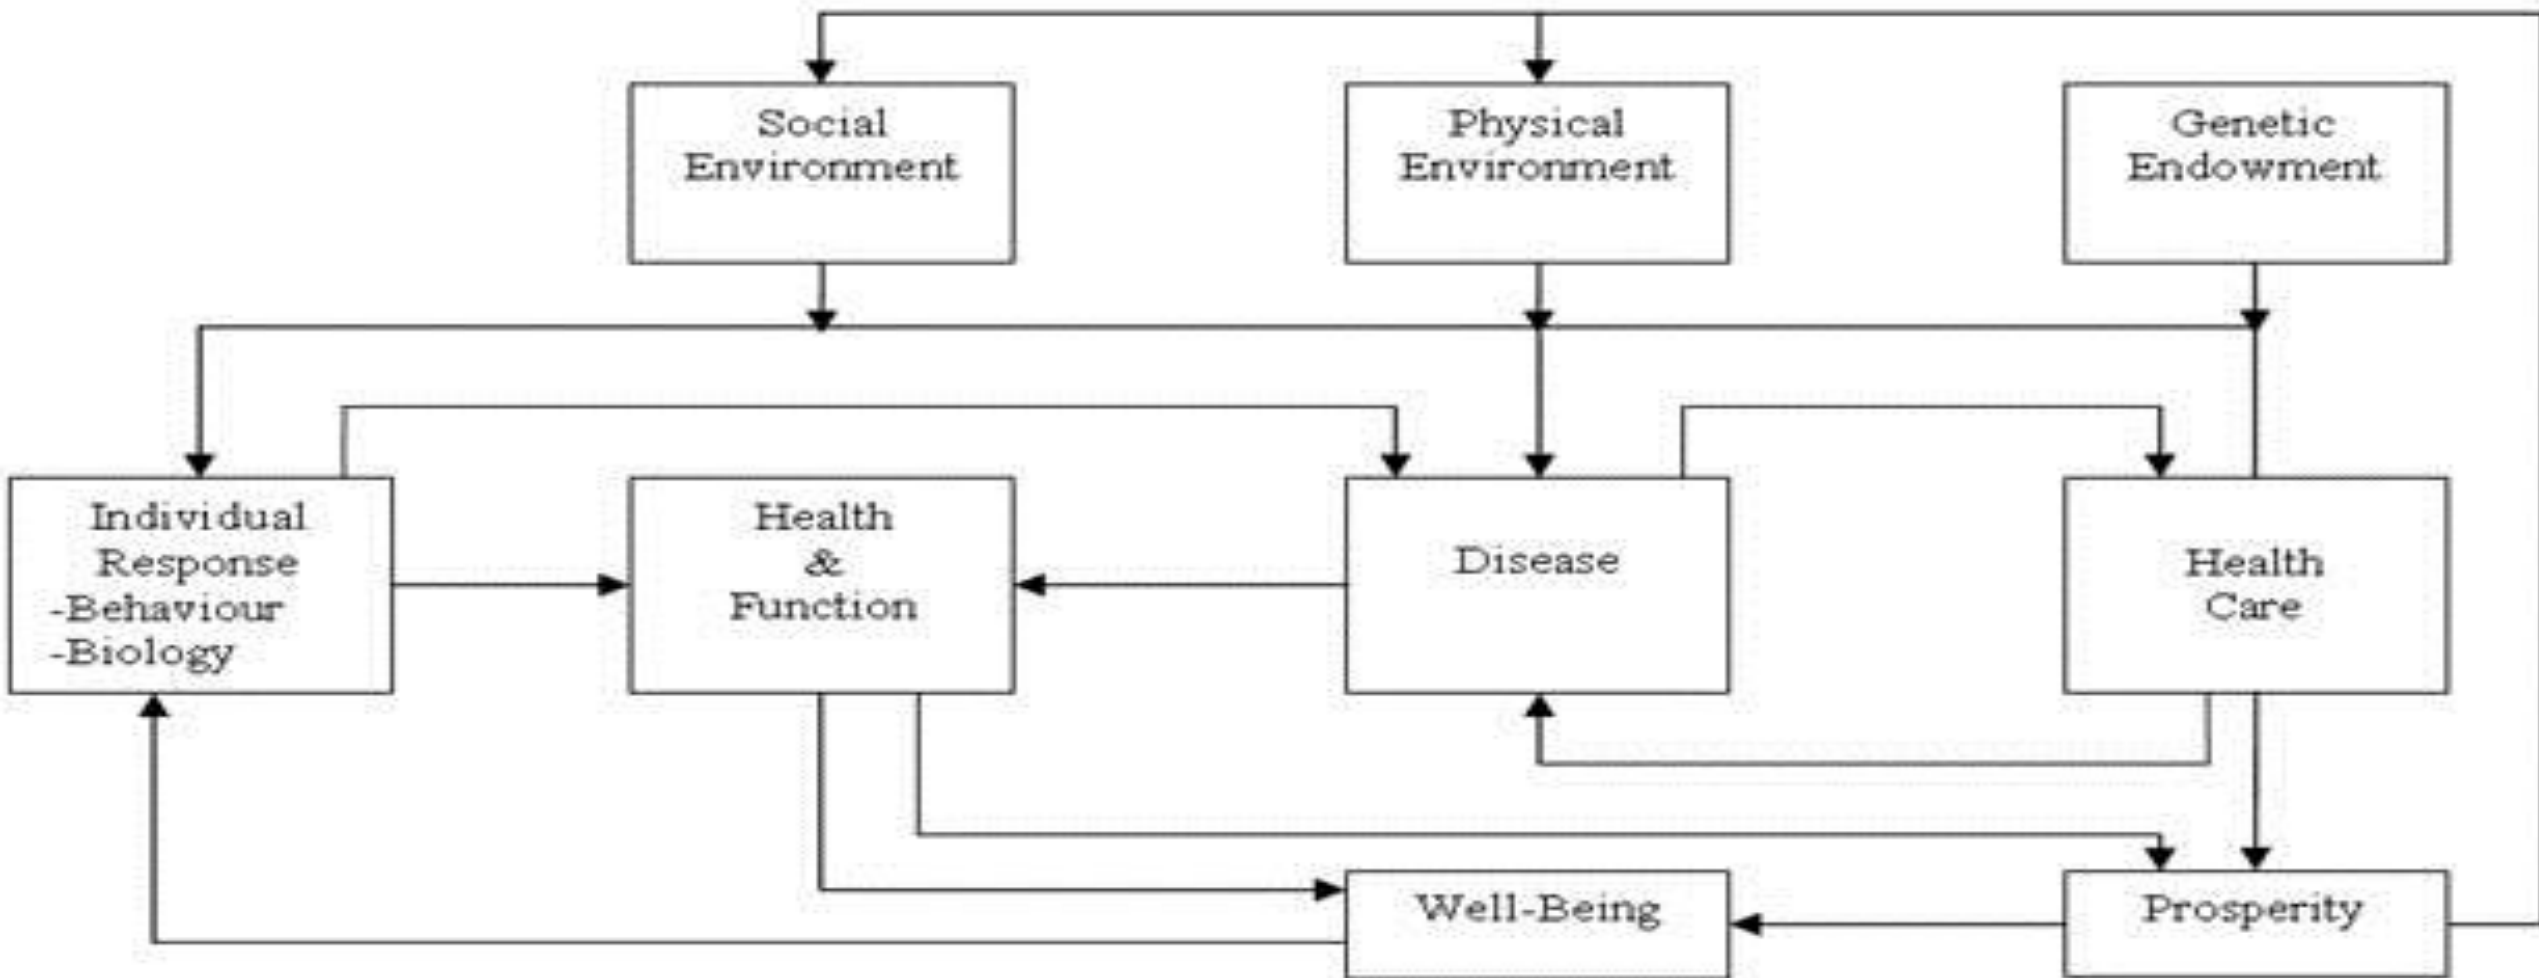 Social
Environment
Physical
Environment
Genetic
Endowment
Individual
Response
-Behaviour
-Biology
Health
&
Function
Disease
Health
Care
Well-Being
Prosperity